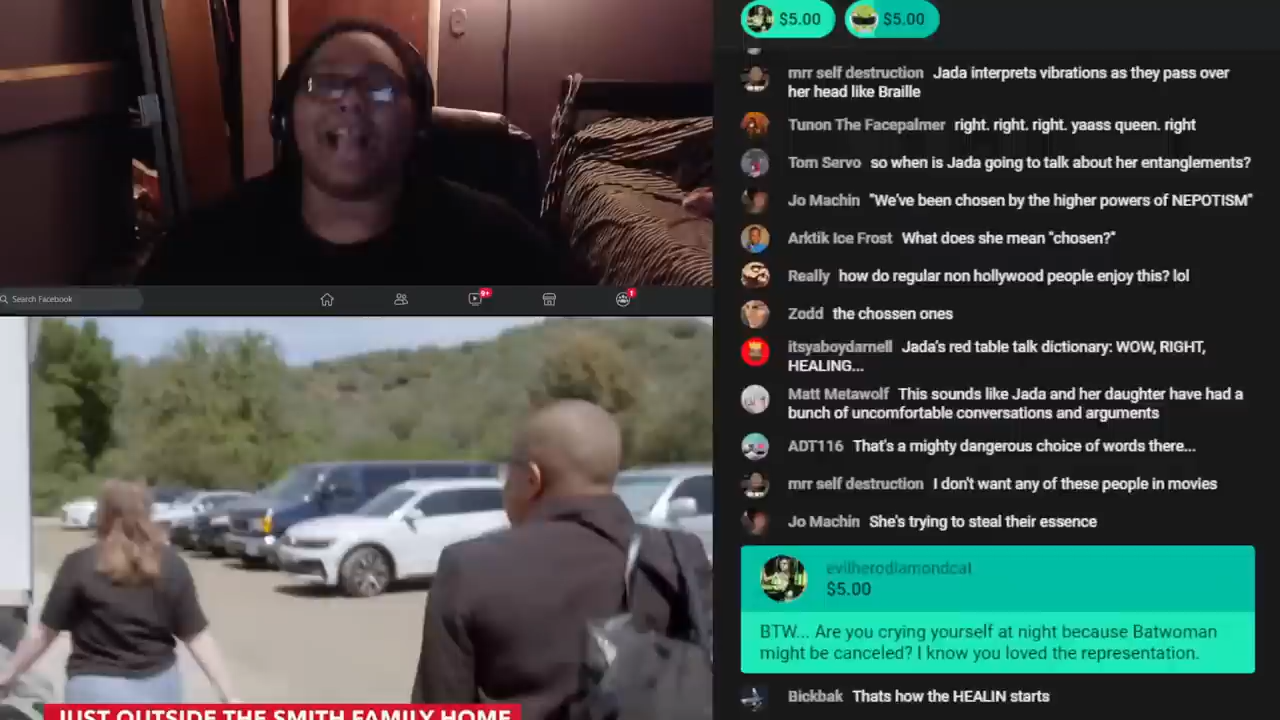 $5.00 $5.00
mrr self destruction Jada interprets vibrations as they pass over
her head like Braille
Tunon The Facepalmer right. right. right. yaass queen. right
Tom Servo so when is Jada going to talk about her entanglements?
Jo Machin "We've been chosen by the higher powers of NEPOTISM"
Arktik Ice Frost What does she mean "chosen?"
Really how do regular non hollywood people enjoy this? lol
Zodd the chossen ones
itsyaboydarnell Jada's red table talk dictionary: WOW, RIGHT,
HEALING...
Matt Metawolf This sounds like Jada and her daughter have had a
bunch of uncomfortable conversations and arguments
ADT116 That's a mighty dangerous choice of words there...
mrr self destruction I don't want any of these people in movies
Jo Machin She's trying to steal their essence
evilherodiamondcat
$5.00
BTW... Are you crying yourself at night because Batwoman
might be canceled? I know you loved the representation.
Bickbak Thats how the HEALIN starts
Search Facebook
9+ 1
JUST OUTSIDE THE SMITH FAMILY HOME